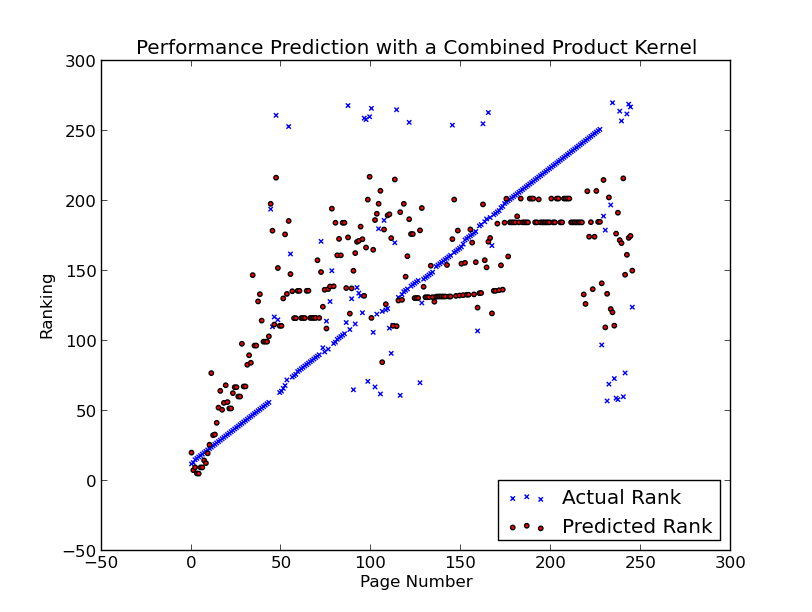 Performance Prediction with a Combined Product Kernel
300
250
200
150
100
50
0
−50
Ranking
−50 0 50 100 150 200 250 300
Page Number
Actual Rank
Predicted Rank